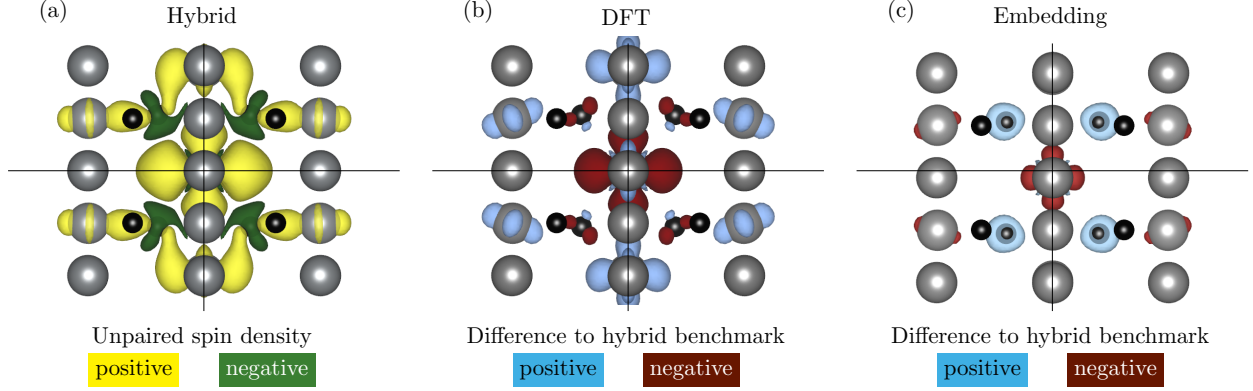 (a)
Hybrid
Unpaired spin density
positive
negative
(b)
DFT
Difference to hybrid benchmark
positive
negative
(c)
Embedding
Difference to hybrid benchmark
positive
negative